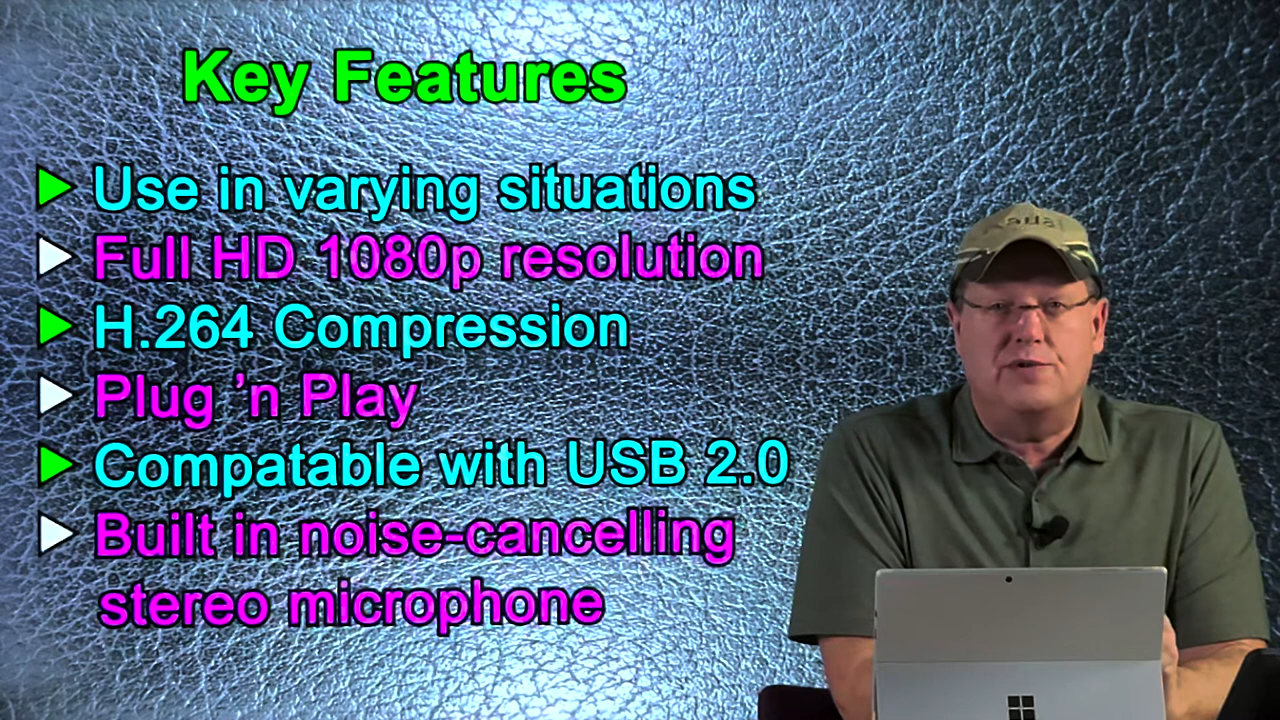 Key Features
Use in varying situations
Full HD 1080p resolution
H.264 Compression
Plug 'n Play
Compatable with USB 2.0
Built in noise-cancelling
stereo microphone